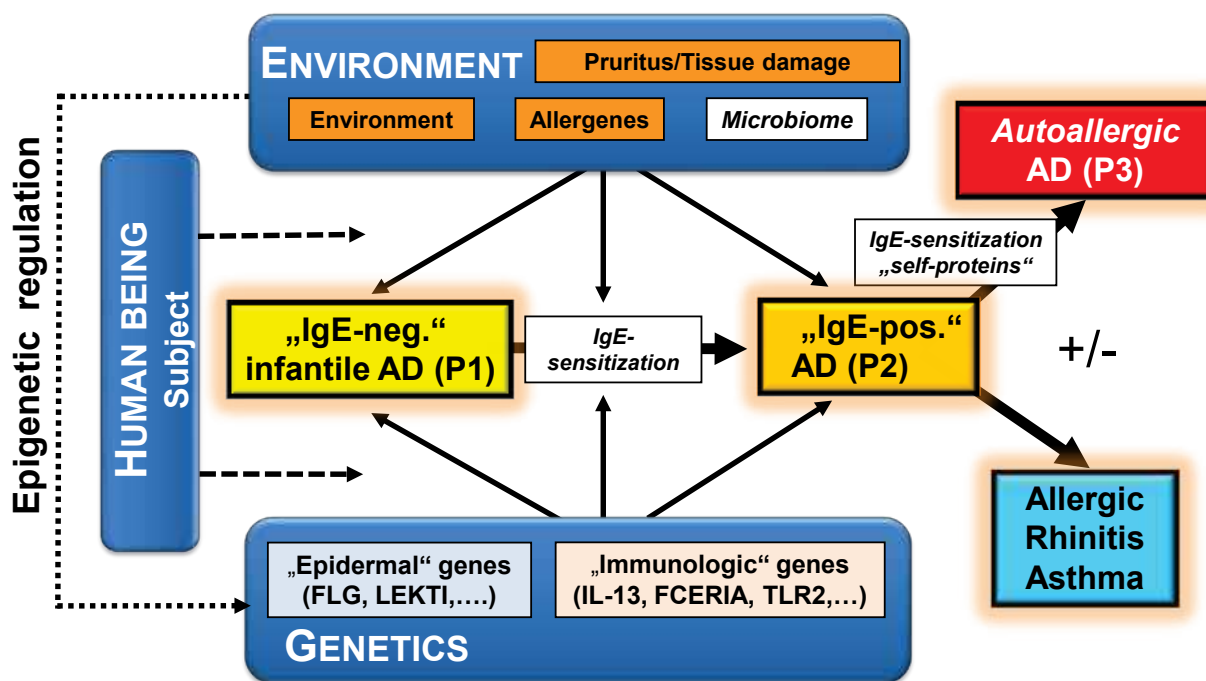 ENVIRONMENT
Pruritus/Tissue damage
Environment
Allergenes
Microbiome
Epigenetic regulation
HUMAN BEING
Subject
Autoallergic
AD (P3)
IgE-sensitization
„self-proteins“
„IgE-neg.“
infantile AD (P1)
IgE-
sensitization
„IgE-pos.“
AD (P2)
+/-
Allergic
Rhinitis
Asthma
„Epidermal“ genes
(FLG, LEKTI,....)
„Immunologic“ genes
(IL-13, FCERIA, TLR2,...)
GENETICS